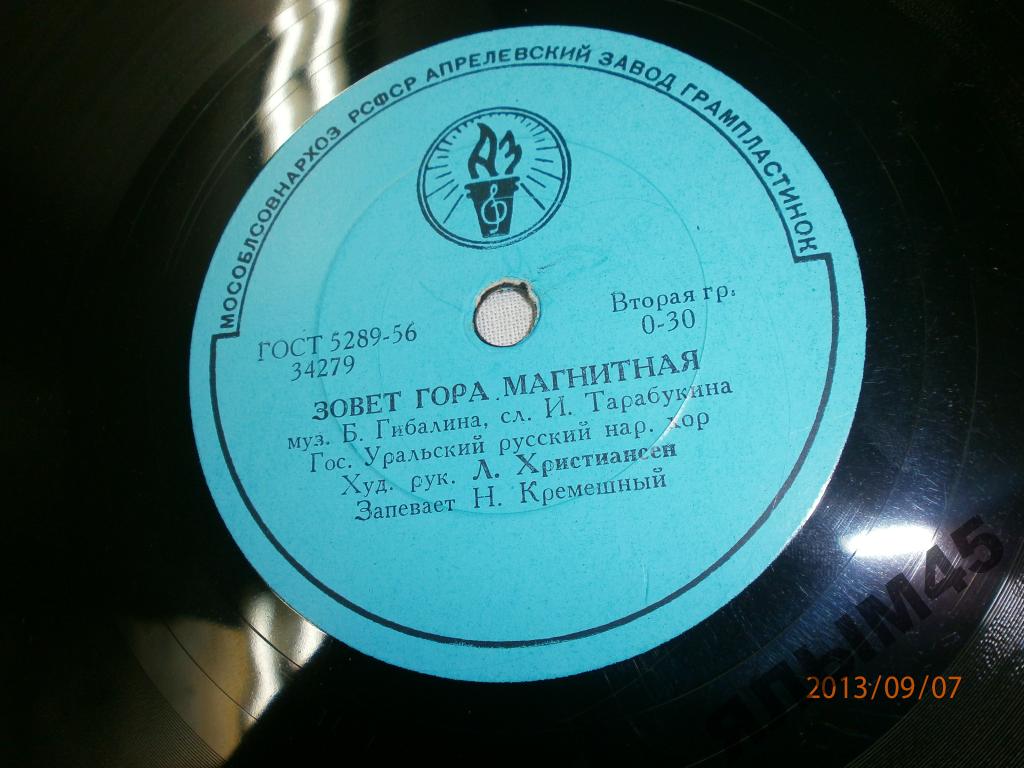 МОСОБЛСОВНАРХОЗ РСФСР АПРЕЛЕВСКИЙ ЗАВОД ГРАМПЛАСТИНОК
АЗ
ГОСТ 5289-56
34279
Вторая гр.
0-30
ЗОВЕТ ГОРА МАГНИТНАЯ
муз. Б. Гибалина, сл. И. Тарабукина
Гос. Уральский русский нар. хор
Худ. рук. Л. Христиансен
Запевает Н. Кремешный
ЯЛЫМ45
2013/09/07